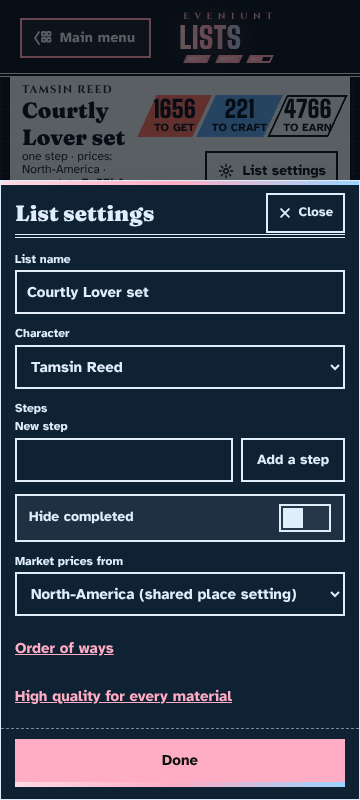 Main menu
EVENIUNT
LISTS
TAMSIN REED
Courtly
Lover set
one step · prices:
North-America ·
1656
TO GET
221
TO CRAFT
4766
TO EARN
List settings
List settings
Close
List name
Courtly Lover set
Character
Tamsin Reed
Steps
New step
Add a step
Hide completed
Market prices from
North-America (shared place setting)
Order of ways
High quality for every material
Done